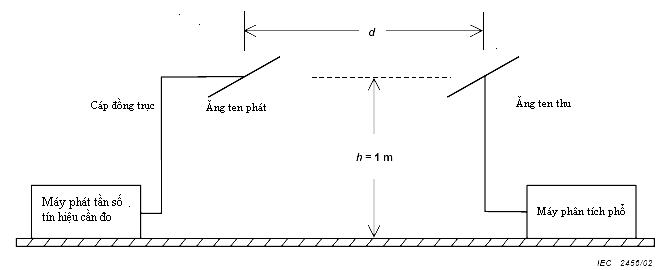 d
Cáp đồng trục
Ăng ten phát
Ăng ten thu
h = 1 m
Máy phát tần số
tín hiệu cần đo
Máy phân tích phổ
IEC 2456/02